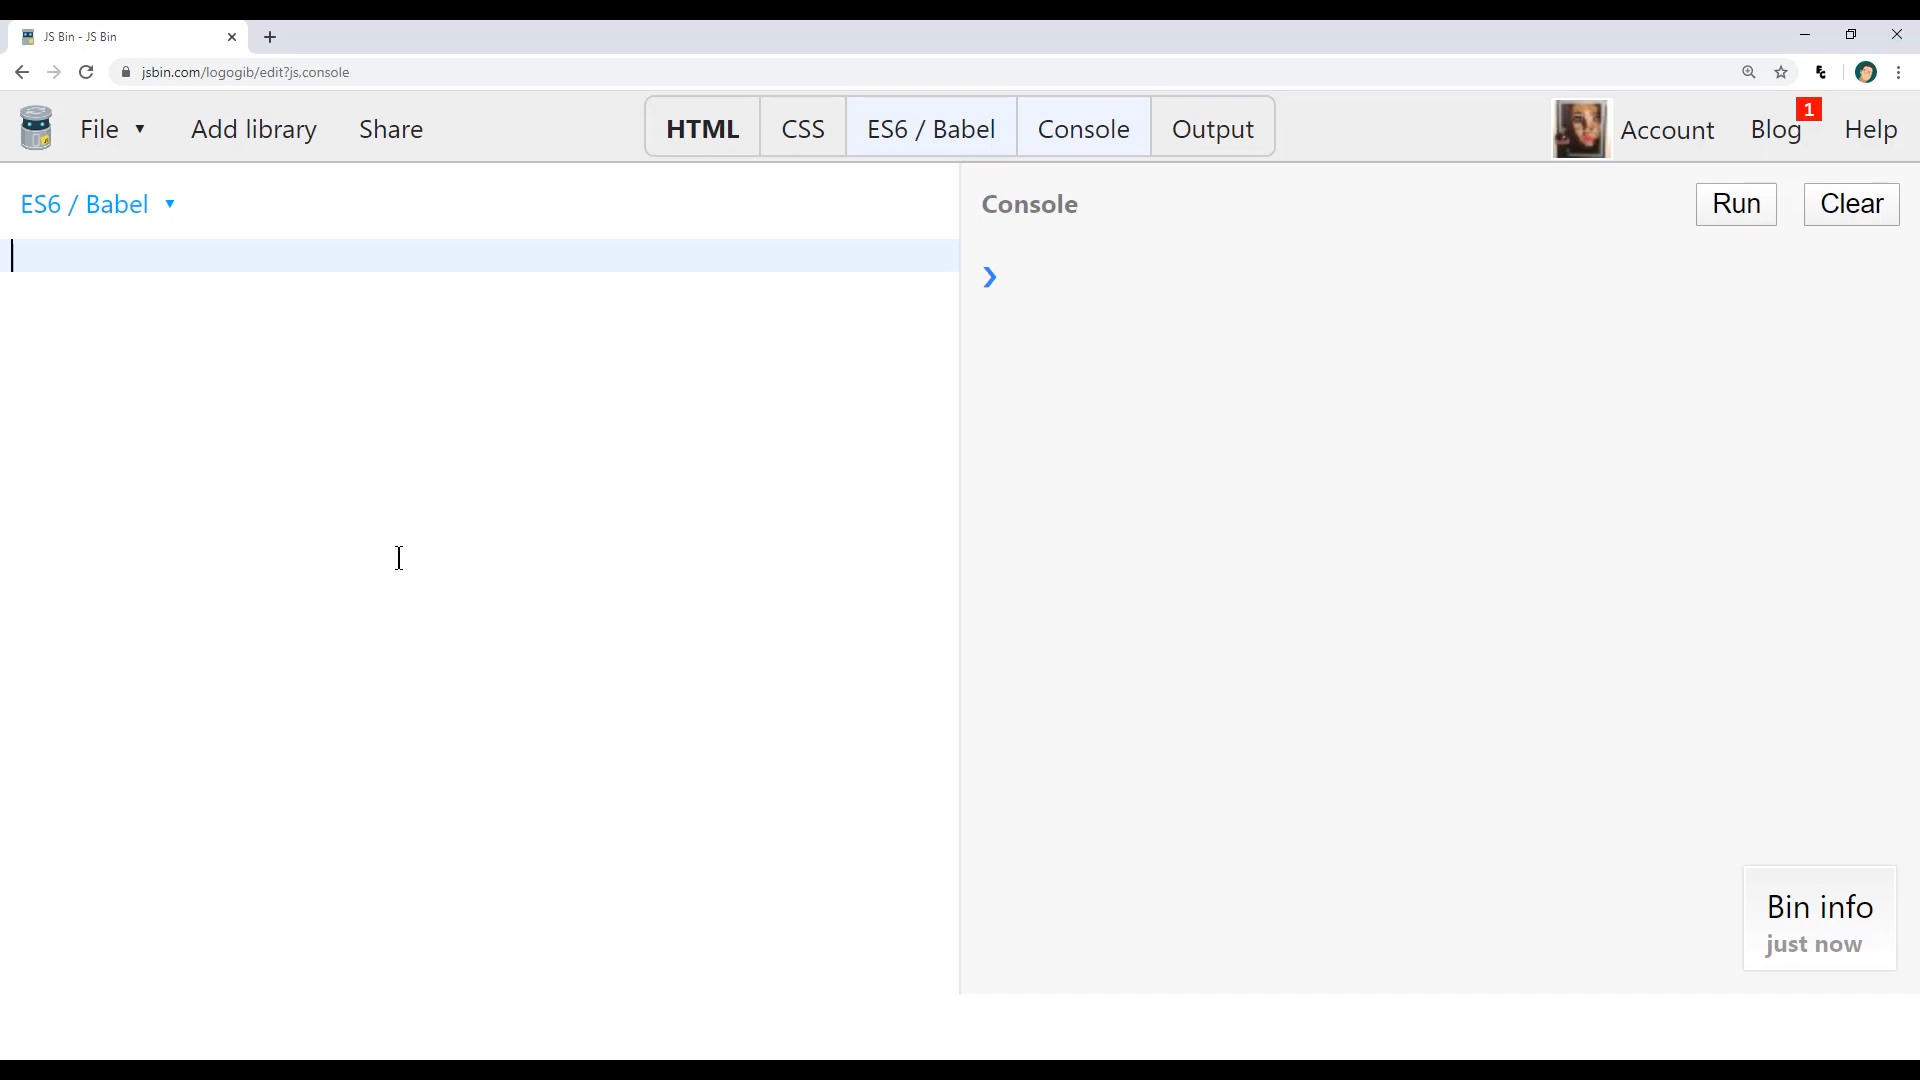 JS Bin - JS Bin
jsbin.com/logogib/edit?js,console
File ▼ Add library Share HTML CSS ES6 / Babel Console Output Account Blog 1 Help
ES6 / Babel ▼
Console Run Clear
❯
Bin info
just now